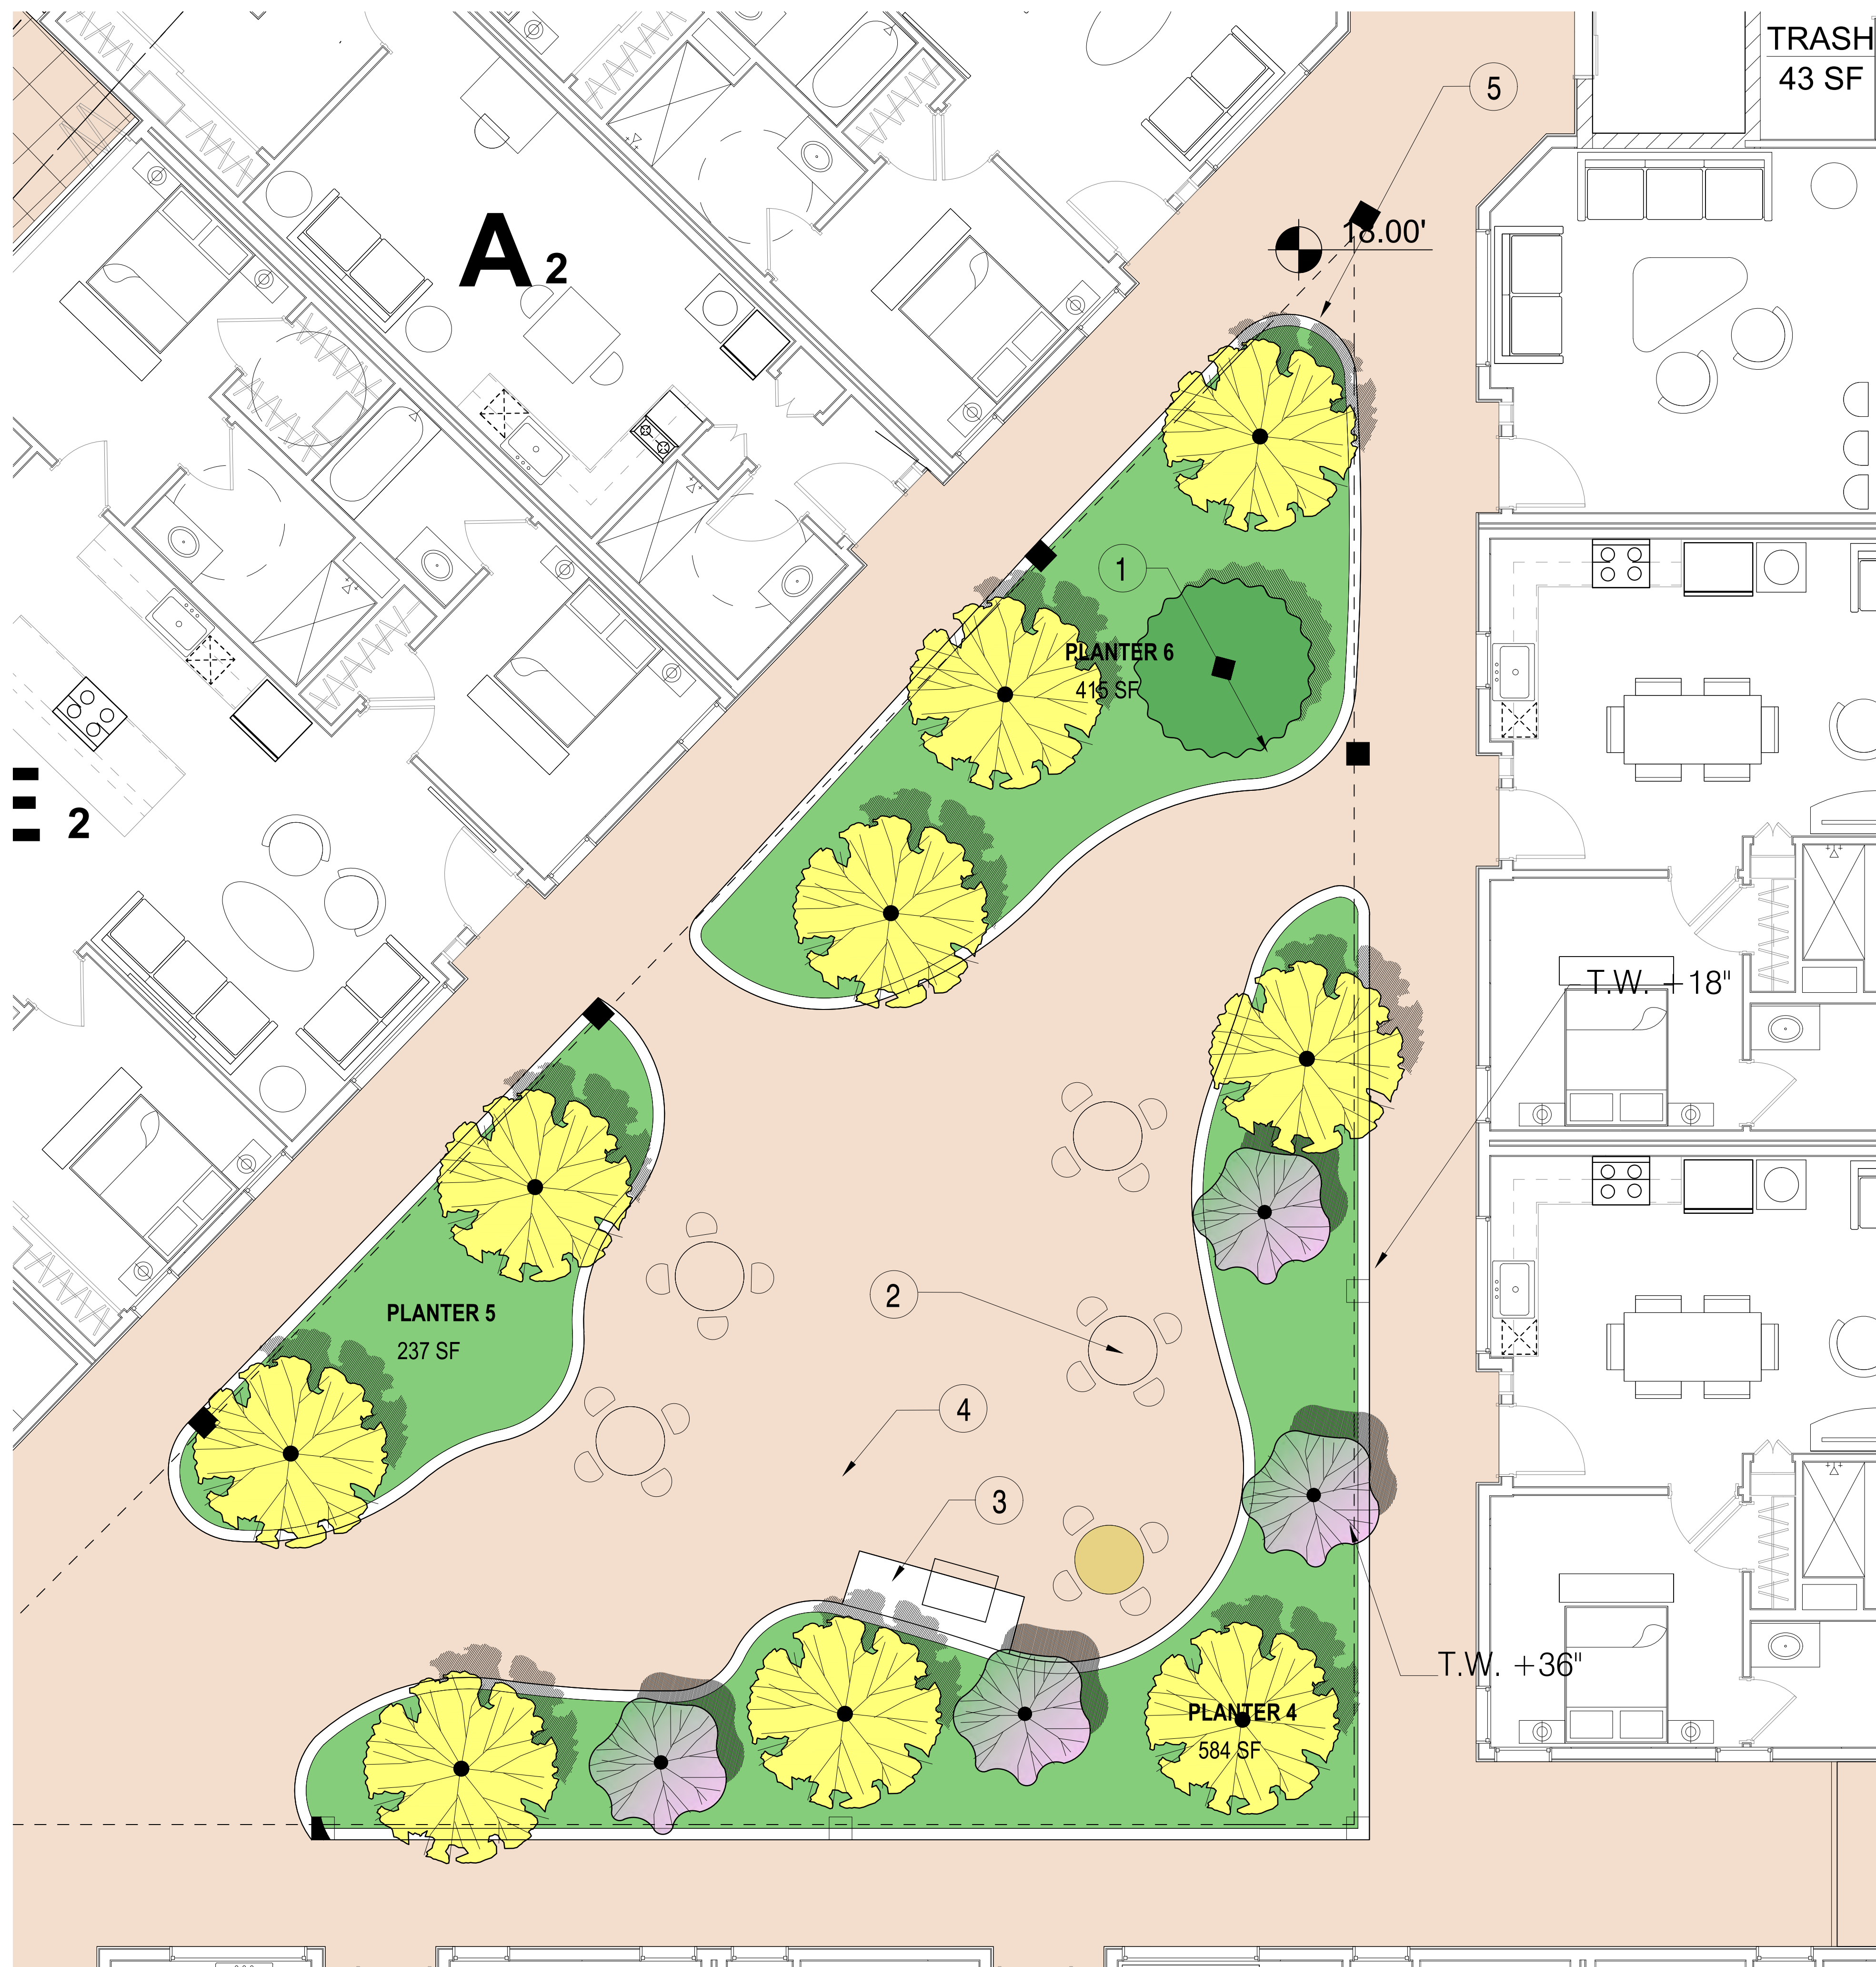 TRASH
43 SF
5
A 2
18.00'
1
PLANTER 6
415 SF
2
T.W. +18"
2
PLANTER 5
237 SF
4
3
T.W. +36"
PLANTER 4
584 SF